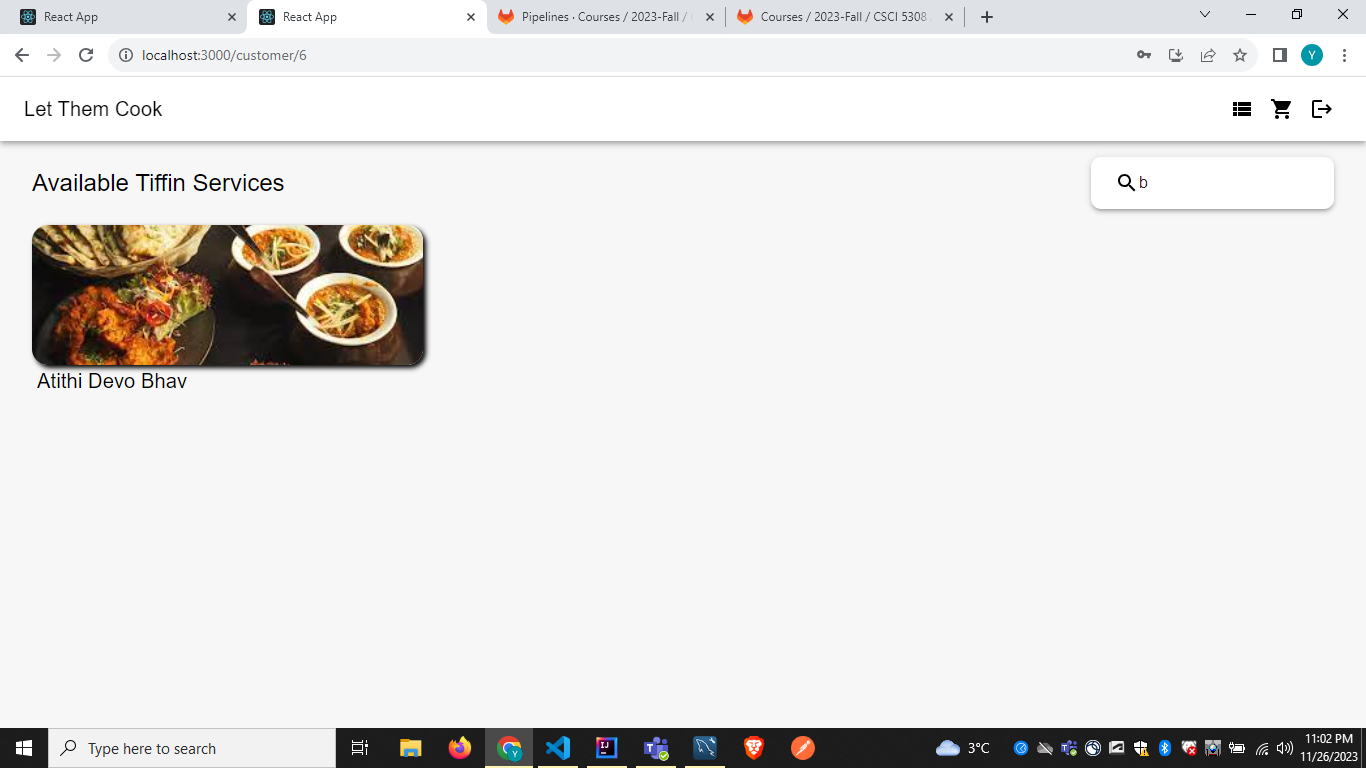 React App
React App
Pipelines · Courses / 2023-Fall /
Courses / 2023-Fall / CSCI 5308
localhost:3000/customer/6
Y
Let Them Cook
Available Tiffin Services
b
Atithi Devo Bhav
Type here to search
3°C
11:02 PM
11/26/2023